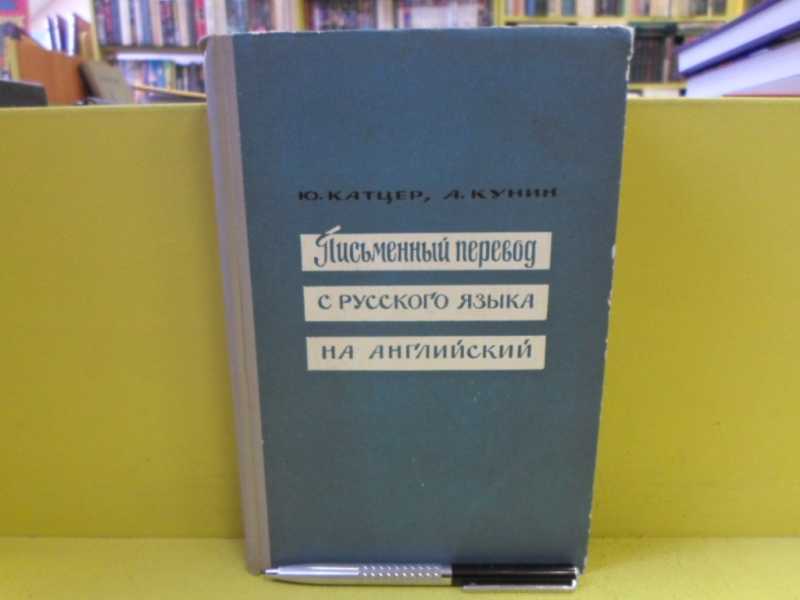 Ю. КАТЦЕР, А. КУНИН
Письменный перевод
С РУССКОГО ЯЗЫКА
НА АНГЛИЙСКИЙ